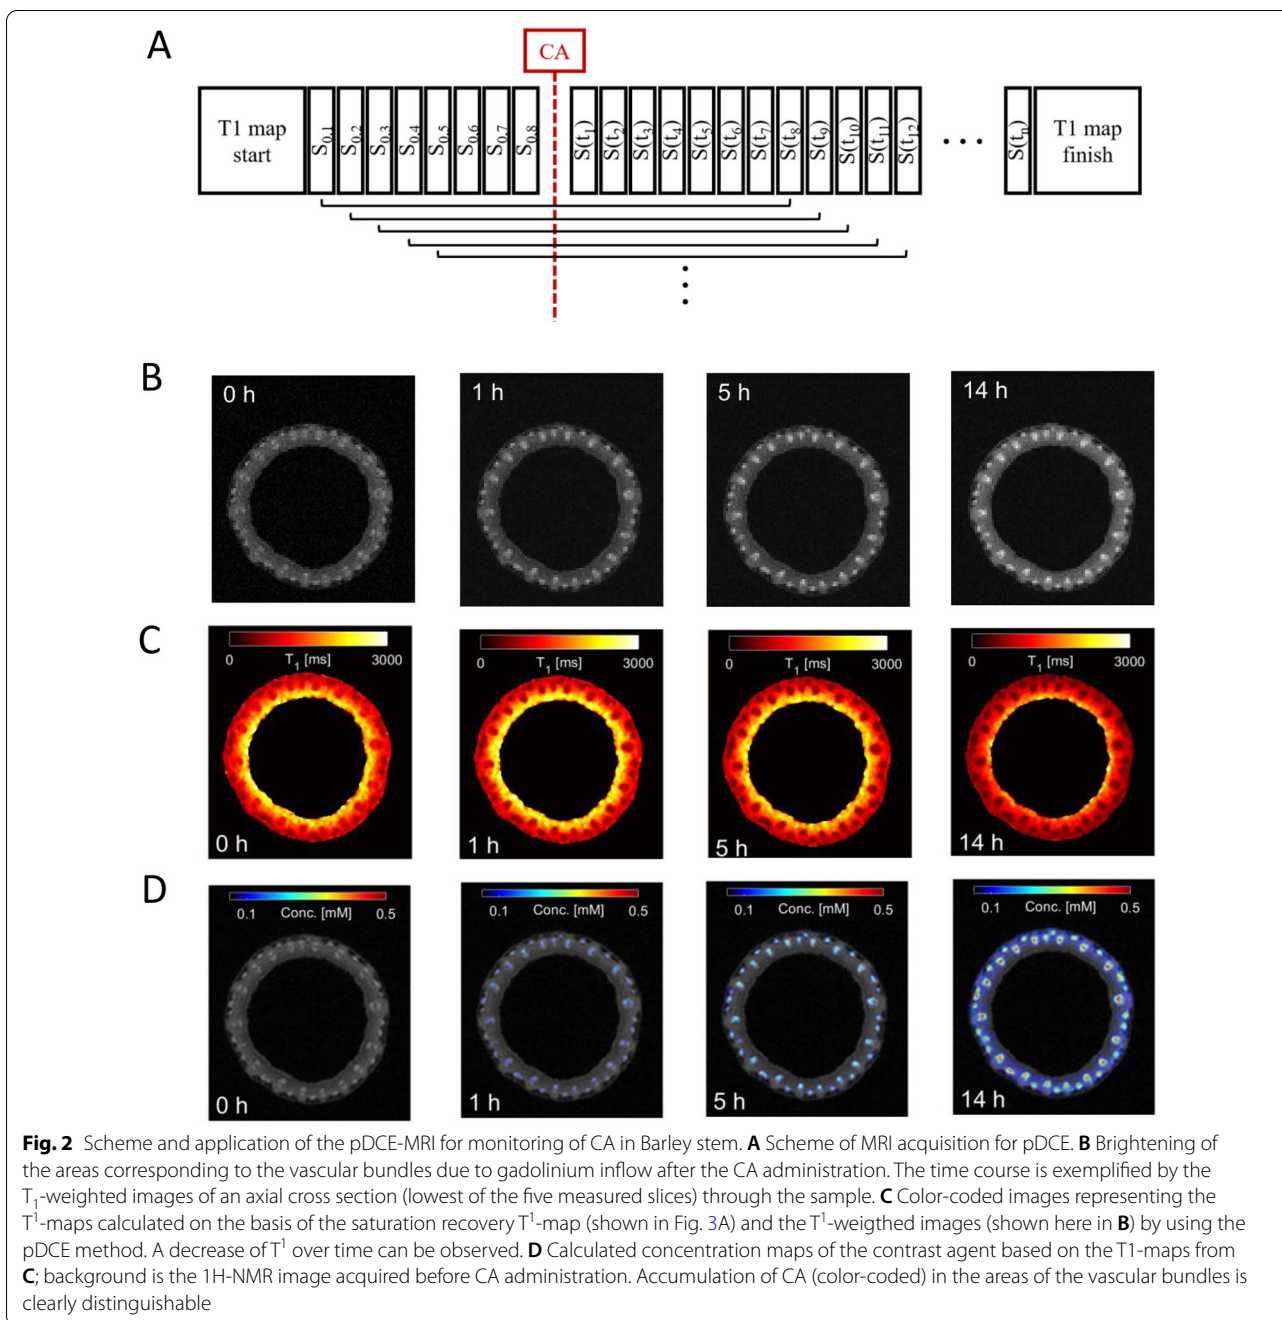 A
CA
T1 map
start
S0,1
S0,2
S0,3
S0,4
S0,5
S0,6
S0,7
S0,8
S(t1)
S(t2)
S(t3)
S(t4)
S(t5)
S(t6)
S(t7)
S(t8)
S(t9)
S(t10)
S(t11)
S(t12)
• • •
S(tn)
T1 map
finish
B
0 h
1 h
5 h
14 h
C
0 T1 [ms] 3000
0 T1 [ms] 3000
0 T1 [ms] 3000
0 T1 [ms] 3000
0 h
1 h
5 h
14 h
D
0.1 Conc. [mM] 0.5
0.1 Conc. [mM] 0.5
0.1 Conc. [mM] 0.5
0.1 Conc. [mM] 0.5
0 h
1 h
5 h
14 h
Fig. 2 Scheme and application of the pDCE-MRI for monitoring of CA in Barley stem. A Scheme of MRI acquisition for pDCE. B Brightening of
the areas corresponding to the vascular bundles due to gadolinium inflow after the CA administration. The time course is exemplified by the
T1-weighted images of an axial cross section (lowest of the five measured slices) through the sample. C Color-coded images representing the
T1-maps calculated on the basis of the saturation recovery T1-map (shown in Fig. 3A) and the T1-weigthed images (shown here in B) by using the
pDCE method. A decrease of T1 over time can be observed. D Calculated concentration maps of the contrast agent based on the T1-maps from
C; background is the 1H-NMR image acquired before CA administration. Accumulation of CA (color-coded) in the areas of the vascular bundles is
clearly distinguishable